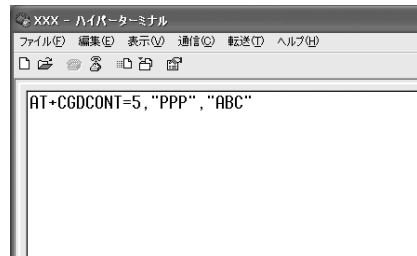 XXX - ハイパーターミナル
ファイル(F) 編集(E) 表示(V) 通信(C) 転送(T) ヘルプ(H)
AT+CGDCONT=5,"PPP","ABC"